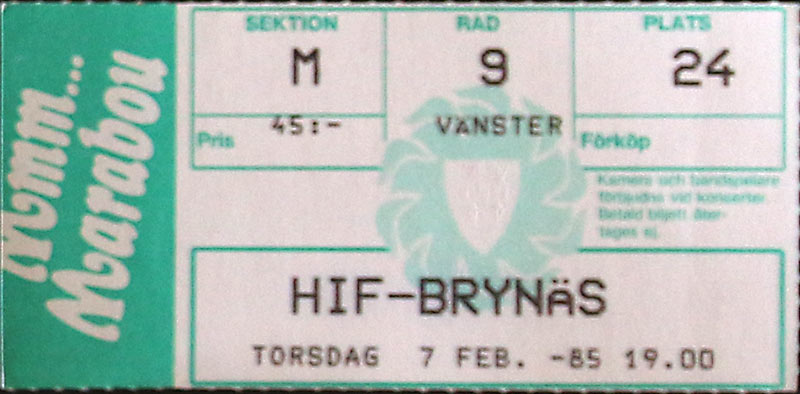 Mmm...
Marabou
SEKTION RAD PLATS
M 9 24
Pris 45:- VÄNSTER Förköp
Kamera och bandspelare
förbjudna vid konserter.
Betald biljett åter-
tages ej.
HIF-BRYNÄS
TORSDAG 7 FEB. -85 19.00